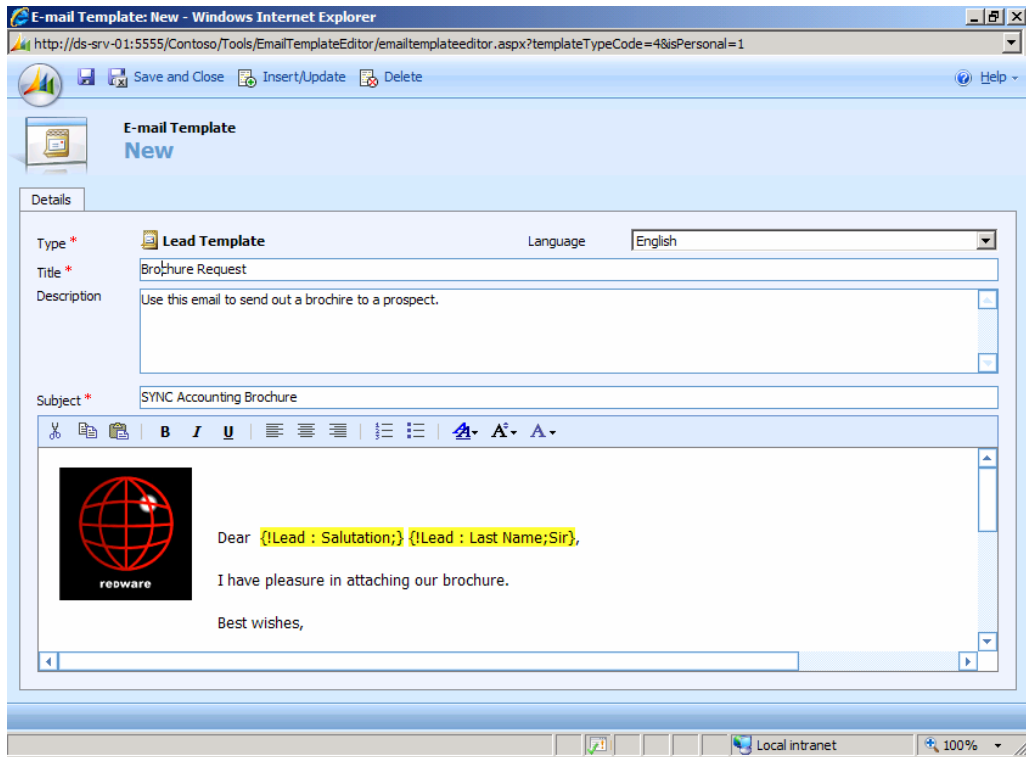 E-mail Template: New - Windows Internet Explorer
http://ds-srv-01:5555/Contoso/Tools/EmailTemplateEditor/emailtemplateeditor.aspx?templateTypeCode=4&isPersonal=1
Save and Close Insert/Update Delete Help
E-mail Template
New
Details
Type * Lead Template Language English
Title * Brochure Request
Description Use this email to send out a brochire to a prospect.
Subject * SYNC Accounting Brochure
B I U A A A
Dear {!Lead : Salutation;} {!Lead : Last Name;Sir},
I have pleasure in attaching our brochure.
redware
Best wishes,
Local intranet 100%